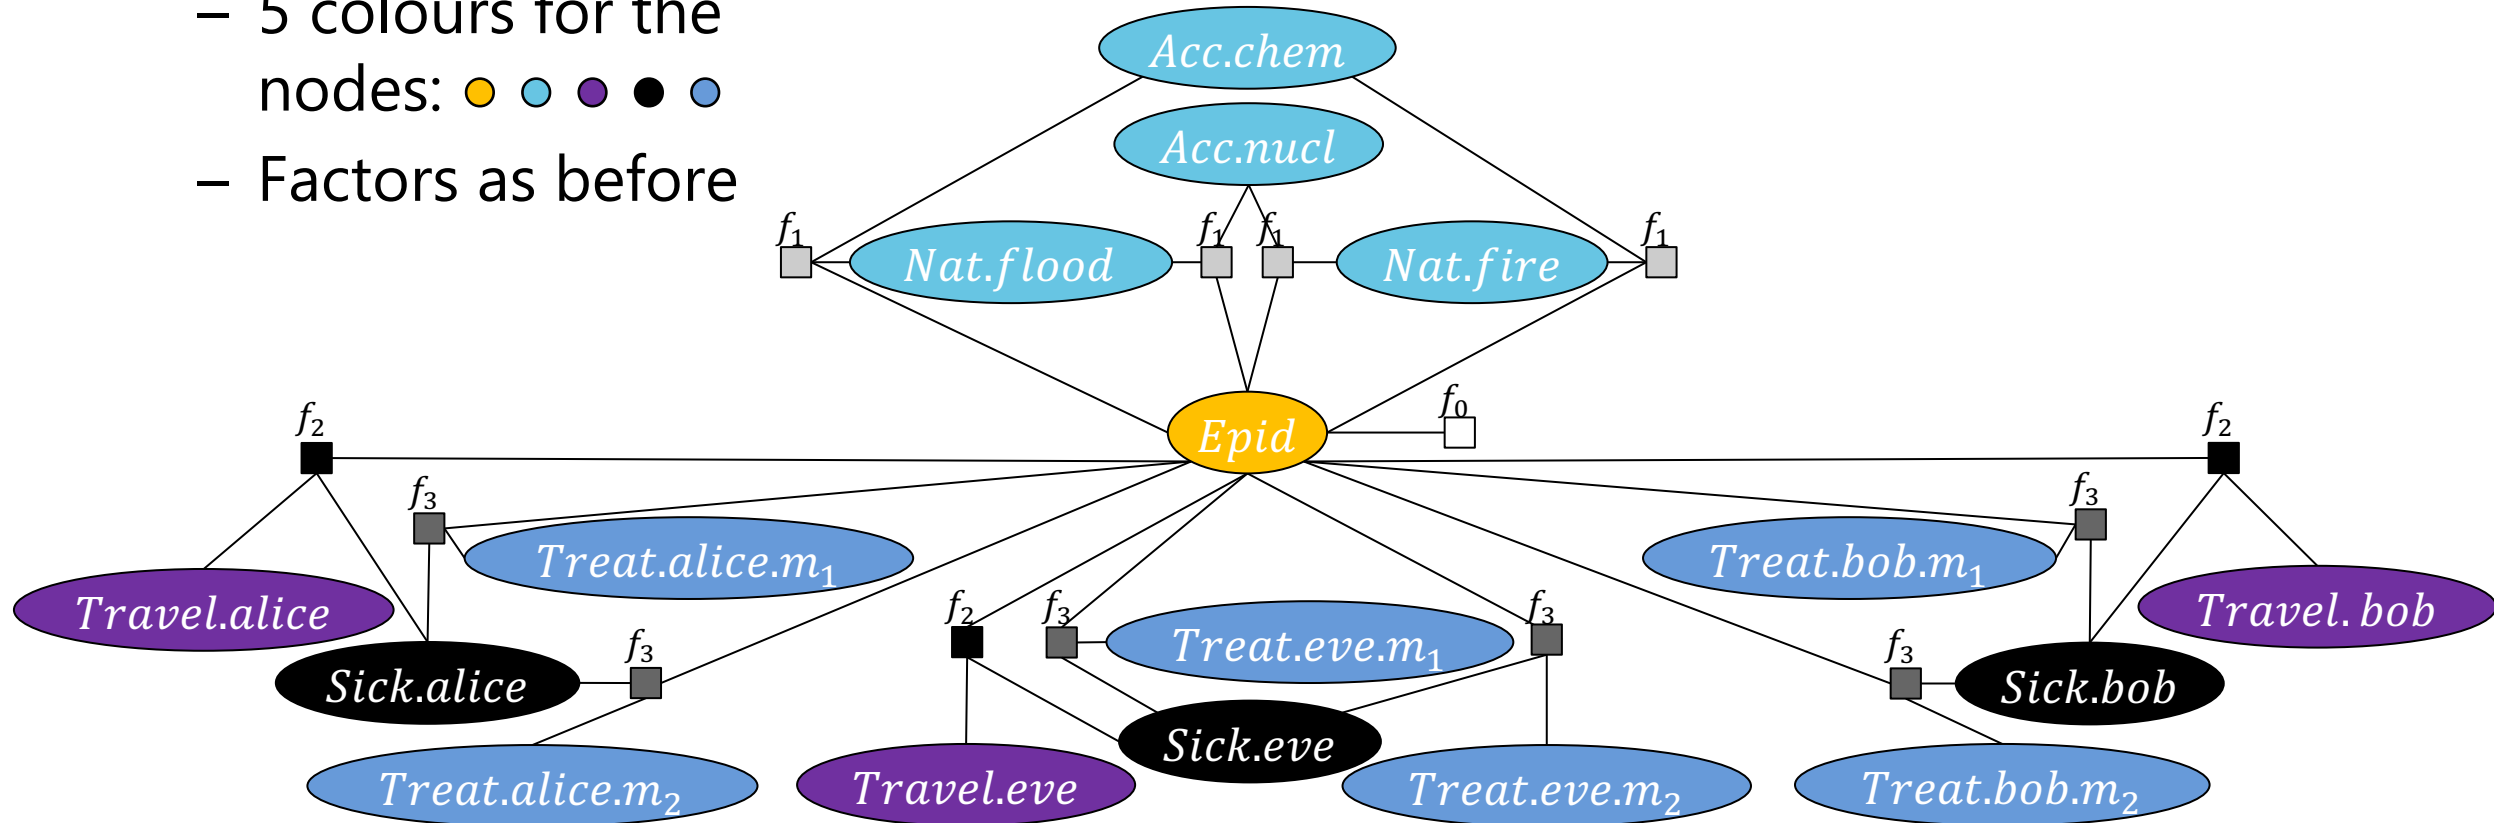 – 5 colours for the
nodes:
– Factors as before
Acc.chem
Acc.nucl
f₁ f₁ f₁ f₁
Nat.flood Nat.fire
Epid
f₀
f₂ f₂
f₃ f₃
Treat.alice.m₁ Treat.bob.m₁
Travel.alice Travel.bob
f₂ f₃ f₃
Treat.eve.m₁
f₃ f₃
Sick.alice Sick.bob
Sick.eve
Treat.alice.m₂ Travel.eve Treat.eve.m₂ Treat.bob.m₂